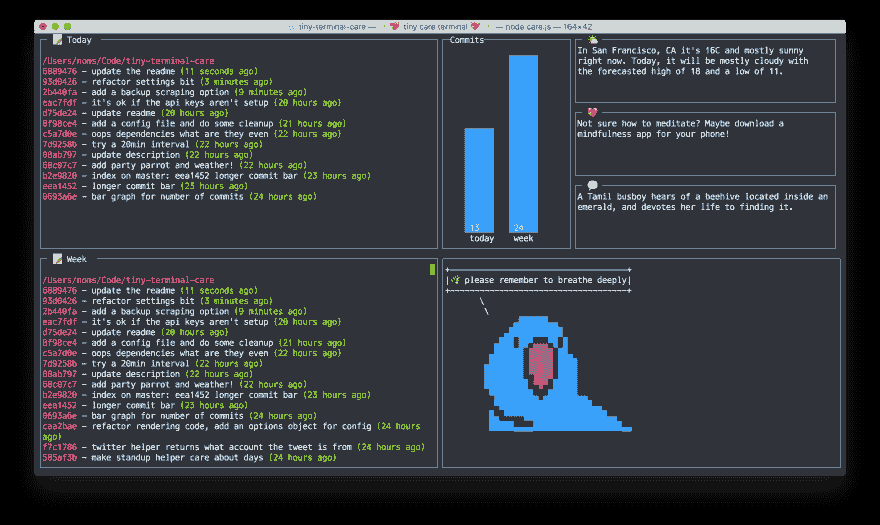 tiny-terminal-care — tiny care terminal — node care.js — 164×42
Today
/Users/noms/Code/tiny-terminal-care
6889476 - update the readme (11 seconds ago)
93d0426 - refactor settings bit (3 minutes ago)
2b440fa - add a backup scraping option (9 minutes ago)
eac7fdf - it's ok if the api keys aren't setup (20 hours ago)
d75de24 - update readme (20 hours ago)
8f98ce4 - add a config file and do some cleanup (21 hours ago)
c5a7d0e - oops dependencies what are they even (22 hours ago)
7d9258b - try a 20min interval (22 hours ago)
08ab797 - update description (22 hours ago)
68c07c7 - add party parrot and weather! (22 hours ago)
b2e9820 - index on master: eea1452 longer commit bar (23 hours ago)
eea1452 - longer commit bar (23 hours ago)
0693a6e - bar graph for number of commits (24 hours ago)
Commits
13
24
today week
In San Francisco, CA it's 16C and mostly sunny
right now. Today, it will be mostly cloudy with
the forecasted high of 18 and a low of 11.
Not sure how to meditate? Maybe download a
mindfulness app for your phone!
A Tamil busboy hears of a beehive located inside an
emerald, and devotes her life to finding it.
Week
/Users/noms/Code/tiny-terminal-care
6889476 - update the readme (11 seconds ago)
93d0426 - refactor settings bit (3 minutes ago)
2b440fa - add a backup scraping option (9 minutes ago)
eac7fdf - it's ok if the api keys aren't setup (20 hours ago)
d75de24 - update readme (20 hours ago)
8f98ce4 - add a config file and do some cleanup (21 hours ago)
c5a7d0e - oops dependencies what are they even (22 hours ago)
7d9258b - try a 20min interval (22 hours ago)
08ab797 - update description (22 hours ago)
68c07c7 - add party parrot and weather! (22 hours ago)
b2e9820 - index on master: eea1452 longer commit bar (23 hours ago)
eea1452 - longer commit bar (23 hours ago)
0693a6e - bar graph for number of commits (24 hours ago)
caa2bae - refactor rendering code, add an options object for config (24 hours
ago)
f7c1786 - twitter helper returns what account the tweet is from (24 hours ago)
585af3b - make standup helper care about days (24 hours ago)
please remember to breathe deeply